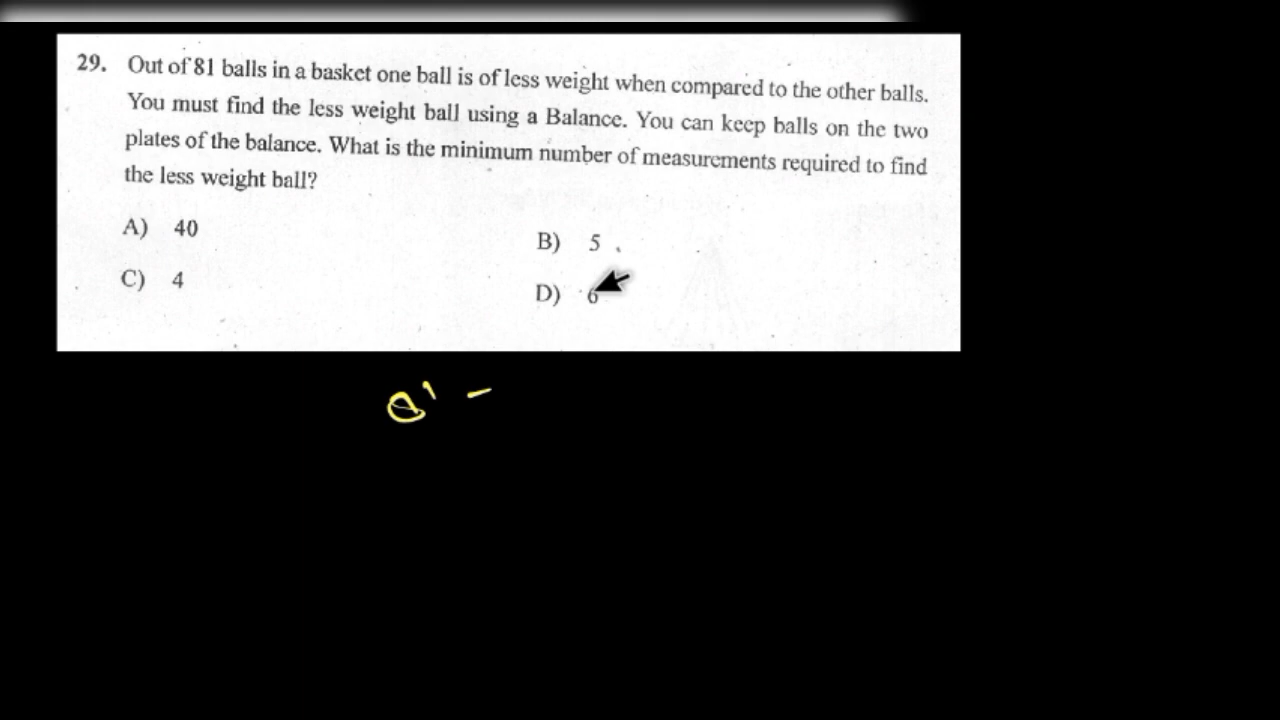 29. Out of 81 balls in a basket one ball is of less weight when compared to the other balls.
You must find the less weight ball using a Balance. You can keep balls on the two
plates of the balance. What is the minimum number of measurements required to find
the less weight ball?
A) 40 B) 5
C) 4 D) 6
81 -